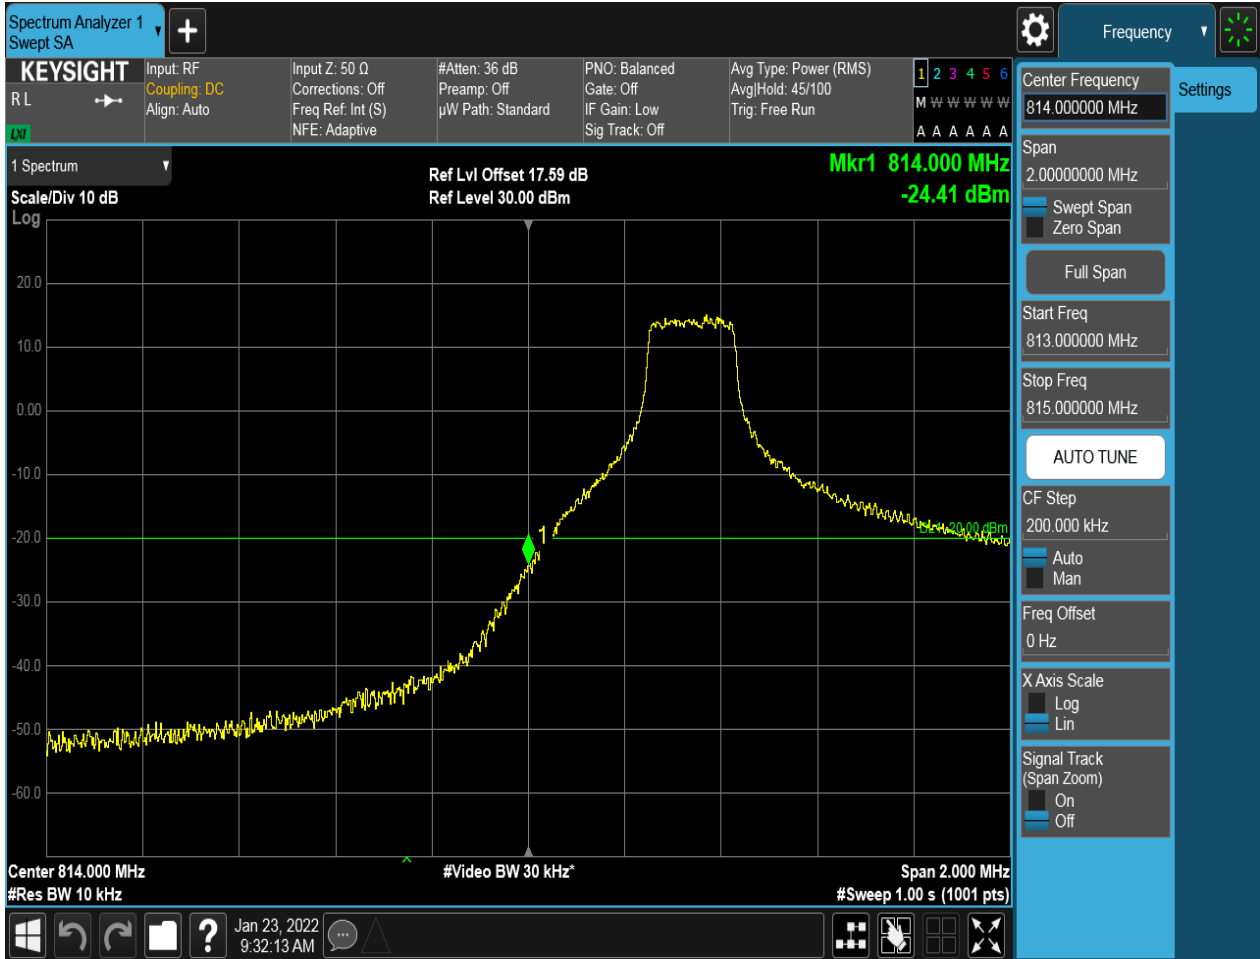 Spectrum Analyzer 1
Swept SA
Frequency
KEYSIGHT
R L
LXI
Input: RF
Coupling: DC
Align: Auto
Input Z: 50 Ω
Corrections: Off
Freq Ref: Int (S)
NFE: Adaptive
#Atten: 36 dB
Preamp: Off
µW Path: Standard
PNO: Balanced
Gate: Off
IF Gain: Low
Sig Track: Off
Avg Type: Power (RMS)
Avg|Hold: 45/100
Trig: Free Run
1 2 3 4 5 6
M W W W W W
A A A A A A
1 Spectrum
Scale/Div 10 dB
Log
Ref Lvl Offset 17.59 dB
Ref Level 30.00 dBm
Mkr1 814.000 MHz
-24.41 dBm
20.0
10.0
0.00
-10.0
-20.0
-30.0
-40.0
-50.0
-60.0
1
DL1 -20.00 dBm
Center 814.000 MHz
#Res BW 10 kHz
#Video BW 30 kHz*
Span 2.000 MHz
#Sweep 1.00 s (1001 pts)
Center Frequency
814.000000 MHz
Settings
Span
2.00000000 MHz
Swept Span
Zero Span
Full Span
Start Freq
813.000000 MHz
Stop Freq
815.000000 MHz
AUTO TUNE
CF Step
200.000 kHz
Auto
Man
Freq Offset
0 Hz
X Axis Scale
Log
Lin
Signal Track
(Span Zoom)
On
Off
?
Jan 23, 2022
9:32:13 AM